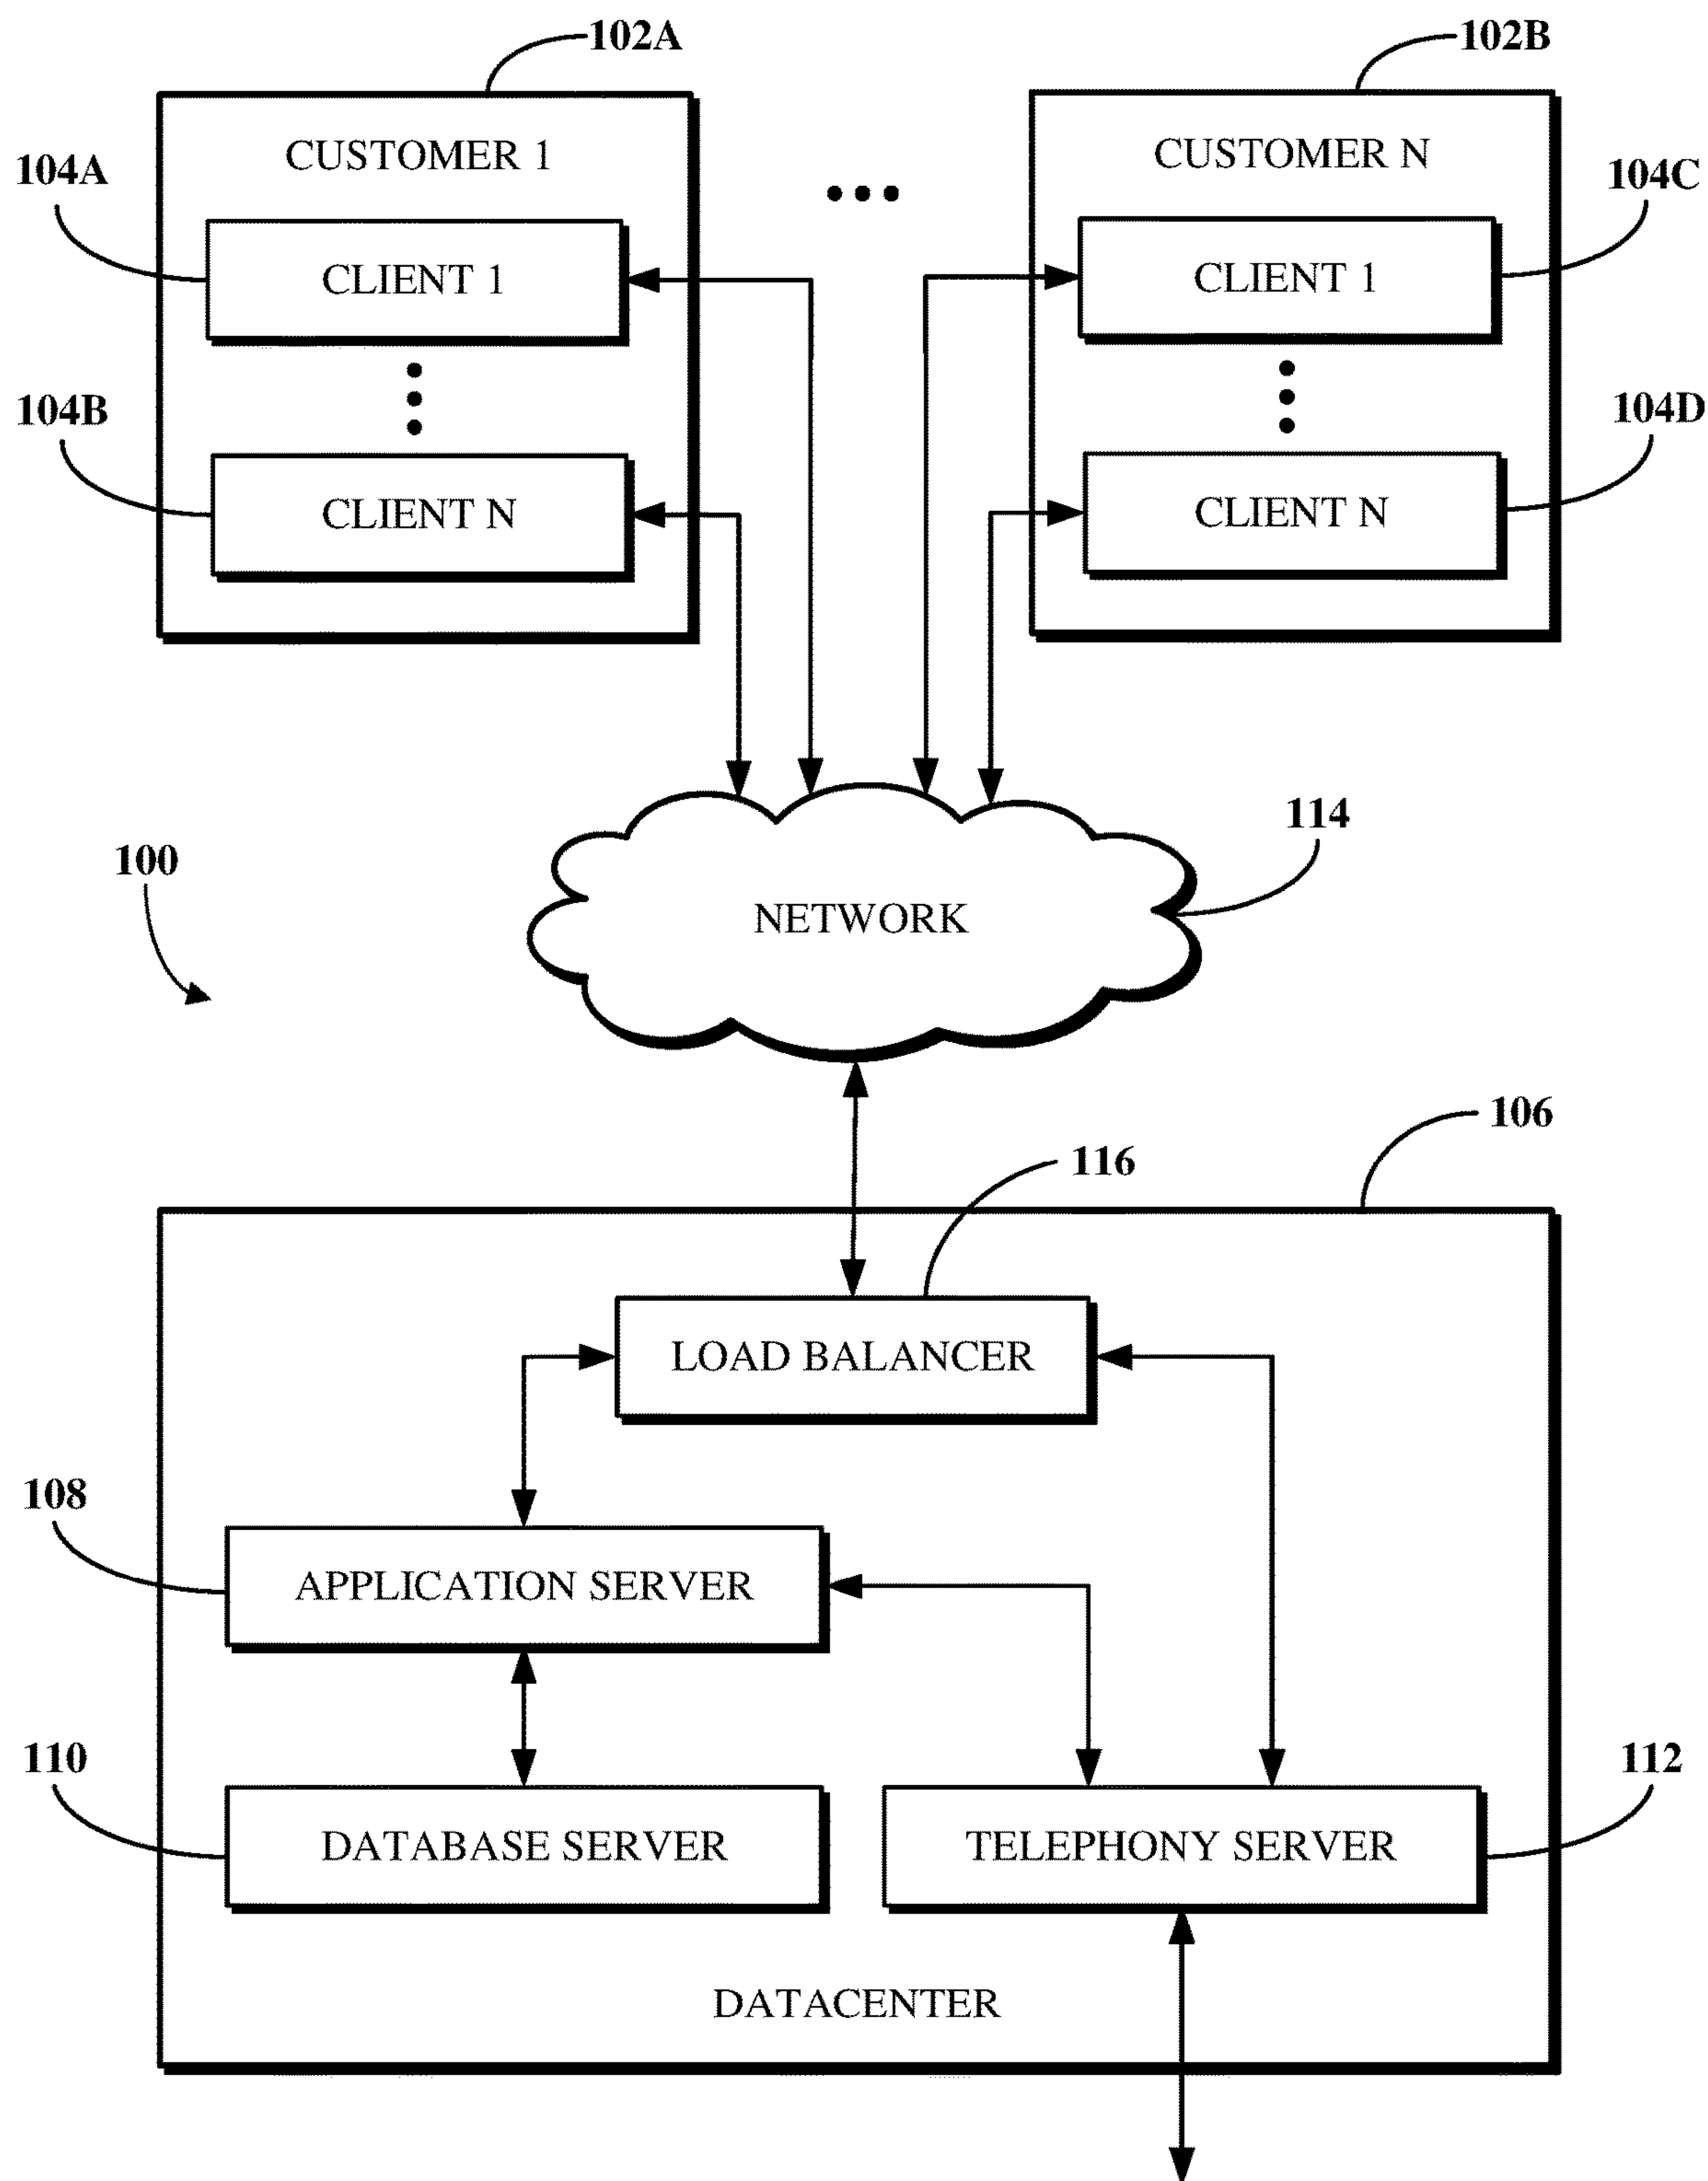 102A
102B
CUSTOMER 1
CUSTOMER N
104A
104C
CLIENT 1
CLIENT 1
104B
104D
CLIENT N
CLIENT N
114
100
NETWORK
106
116
LOAD BALANCER
108
APPLICATION SERVER
110
112
DATABASE SERVER
TELEPHONY SERVER
DATACENTER